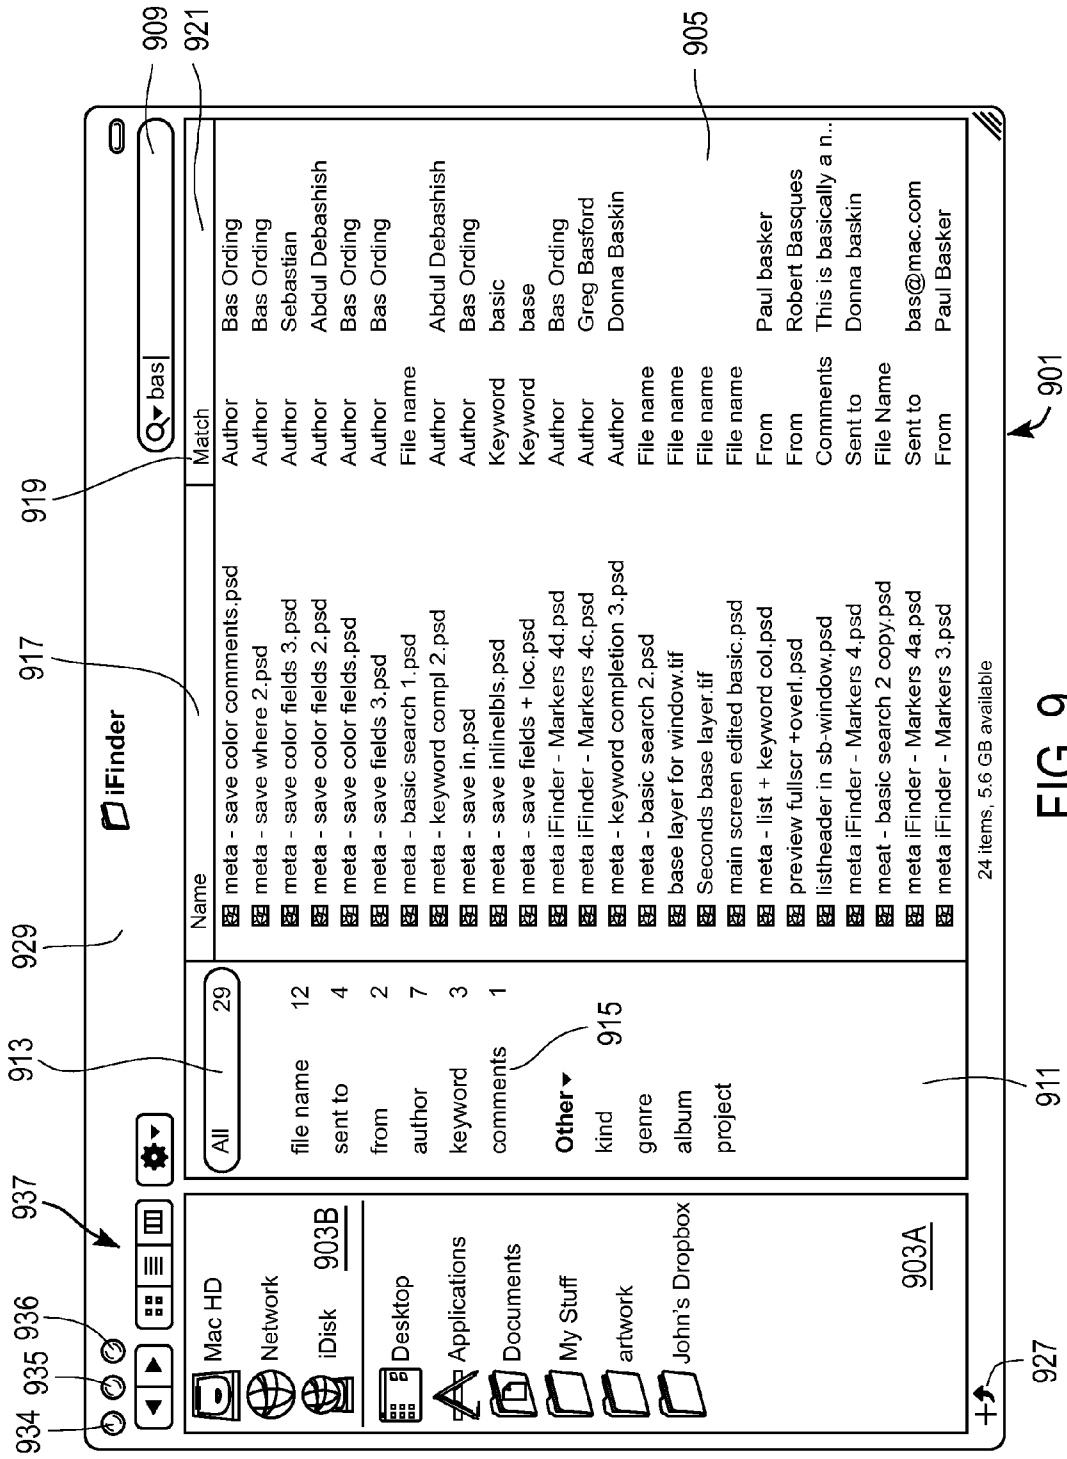 934
935
936
937
913
929
917
919
909
921
iFinder
bas
Mac HD
Network
iDisk
903B
Desktop
Applications
Documents
My Stuff
artwork
John's Dropbox
903A
All 29
file name 12
sent to 4
from 2
author 7
keyword 3
comments 1
915
Other
kind
genre
album
project
Name Match
meta - save color comments.psd Author Bas Ording
meta - save where 2.psd Author Bas Ording
meta - save color fields 3.psd Author Sebastian
meta - save color fields 2.psd Author Abdul Debashish
meta - save color fields.psd Author Bas Ording
meta - save fields 3.psd Author Bas Ording
meta - basic search 1.psd File name
meta - keyword compl 2.psd Author Abdul Debashish
meta - save in.psd Author Bas Ording
meta - save inlinelbls.psd Keyword basic
meta - save fields + loc.psd Keyword base
meta iFinder - Markers 4d.psd Author Bas Ording
meta iFinder - Markers 4c.psd Author Greg Basford
meta - keyword completion 3.psd Author Donna Baskin
meta - basic search 2.psd File name
base layer for window.tif File name
Seconds base layer.tif File name
main screen edited basic.psd File name
meta - list + keyword col.psd From Paul basker
preview fullscr +overl.psd From Robert Basques
listheader in sb-window.psd Comments This is basically a n..
meta iFinder - Markers 4.psd Sent to Donna baskin
meat - basic search 2 copy.psd File Name
meta iFinder - Markers 4a.psd Sent to bas@mac.com
meta iFinder - Markers 3.psd From Paul Basker
905
24 items, 5.6 GB available
927
911
901
FIG. 9